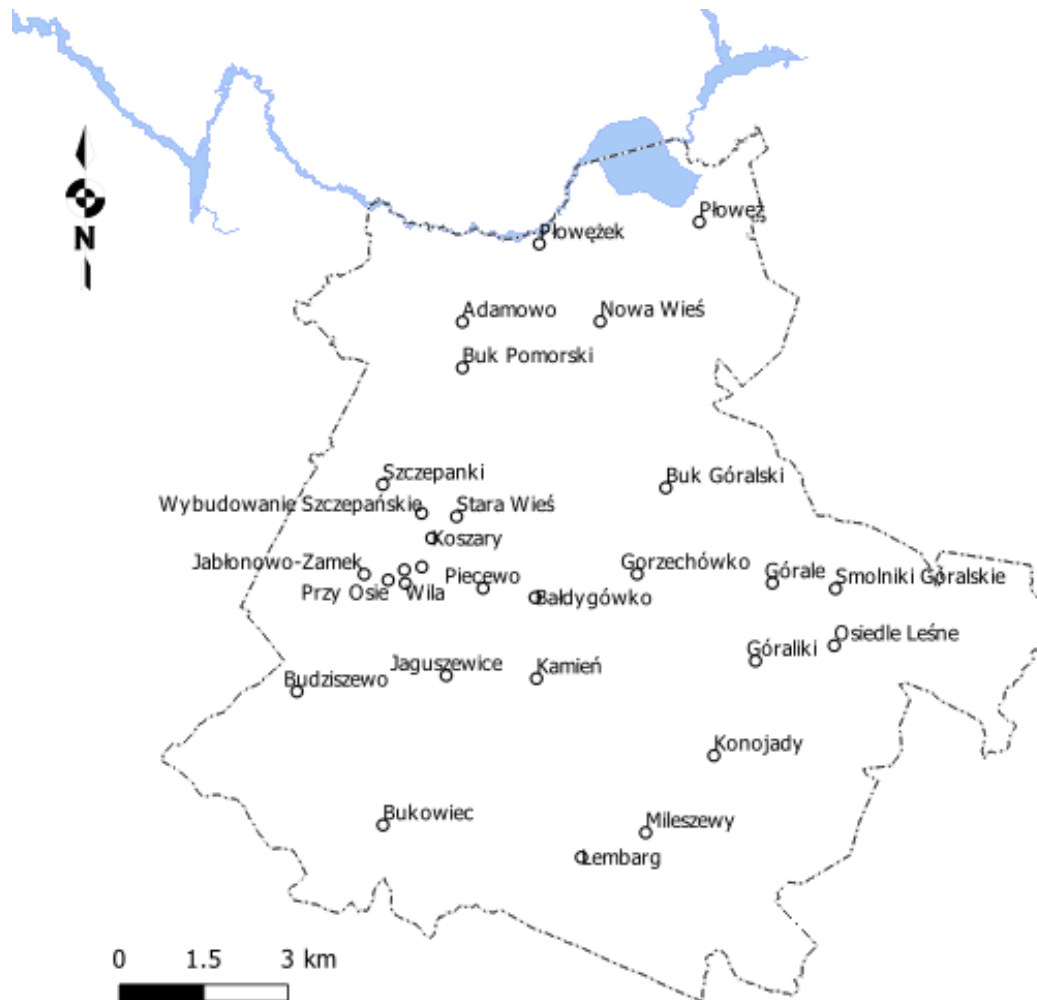 Płowęż
Płowężek
N
Adamowo
Nowa Wieś
Buk Pomorski
Szczepanki
Buk Góralski
Wybudowanie Szczepańskie
Stara Wieś
Koszary
Jabłonowo-Zamek
Gorzechówko
Górale
Piecewo
Smolniki Góralskie
Przy Osie
Wila
Bałdygówko
Osiedle Leśne
Góraliki
Jaguszewice
Kamień
Budziszewo
Konojady
Bukowiec
Mileszewy
Lembarg
0 1.5 3 km